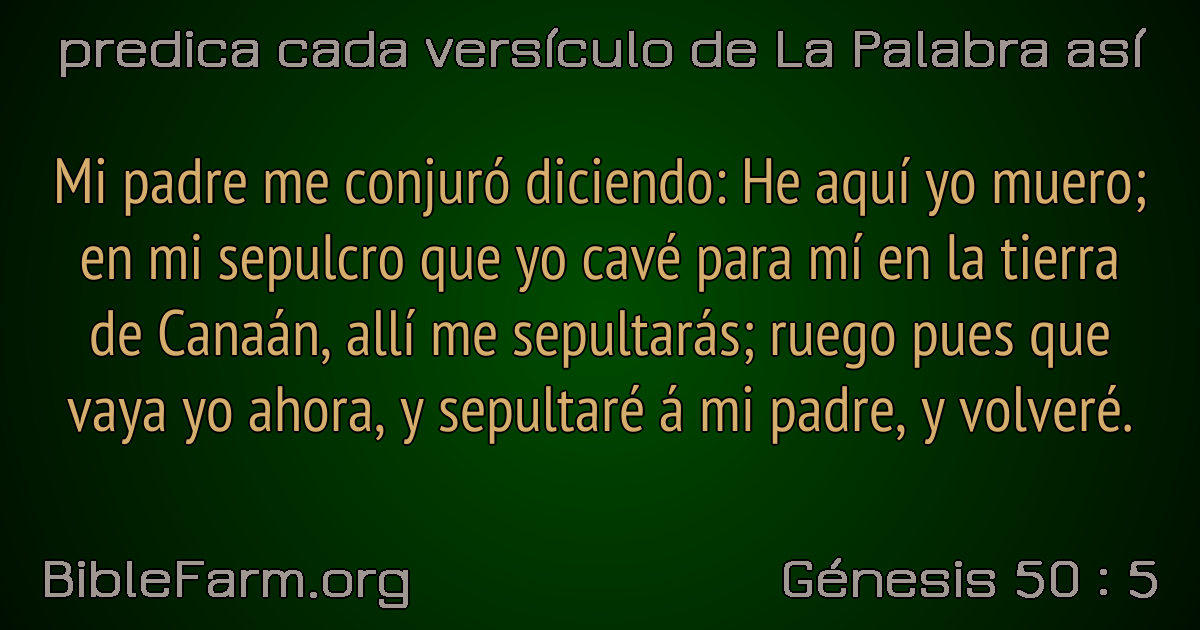 predica cada versículo de La Palabra así
Mi padre me conjuró diciendo: He aquí yo muero;
en mi sepulcro que yo cavé para mí en la tierra
de Canaán, allí me sepultarás; ruego pues que
vaya yo ahora, y sepultaré á mi padre, y volveré.
BibleFarm.org
Génesis 50 : 5